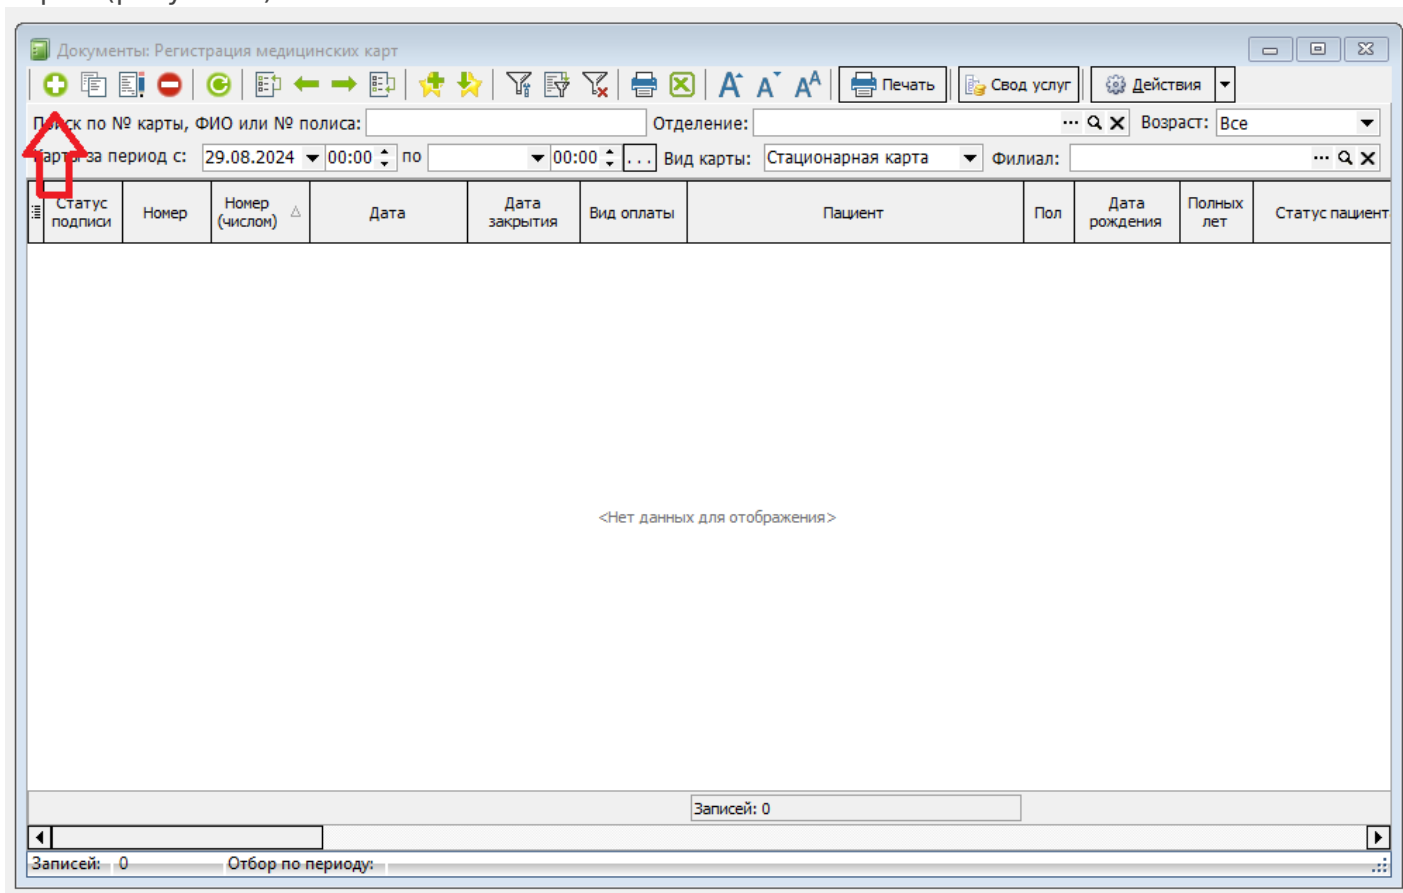 Документы: Регистрация медицинских карт
Печать Свод услуг Действия
Поиск по № карты, ФИО или № полиса: Отделение: ... Возраст: Все
Карты за период с: 29.08.2024 00:00 по 00:00 ... Вид карты: Стационарная карта Филиал: ...
Статус подписи Номер Номер (числом) Дата Дата закрытия Вид оплаты Пациент Пол Дата рождения Полных лет Статус пациент
<Нет данных для отображения>
Записей: 0
Записей: 0 Отбор по периоду: